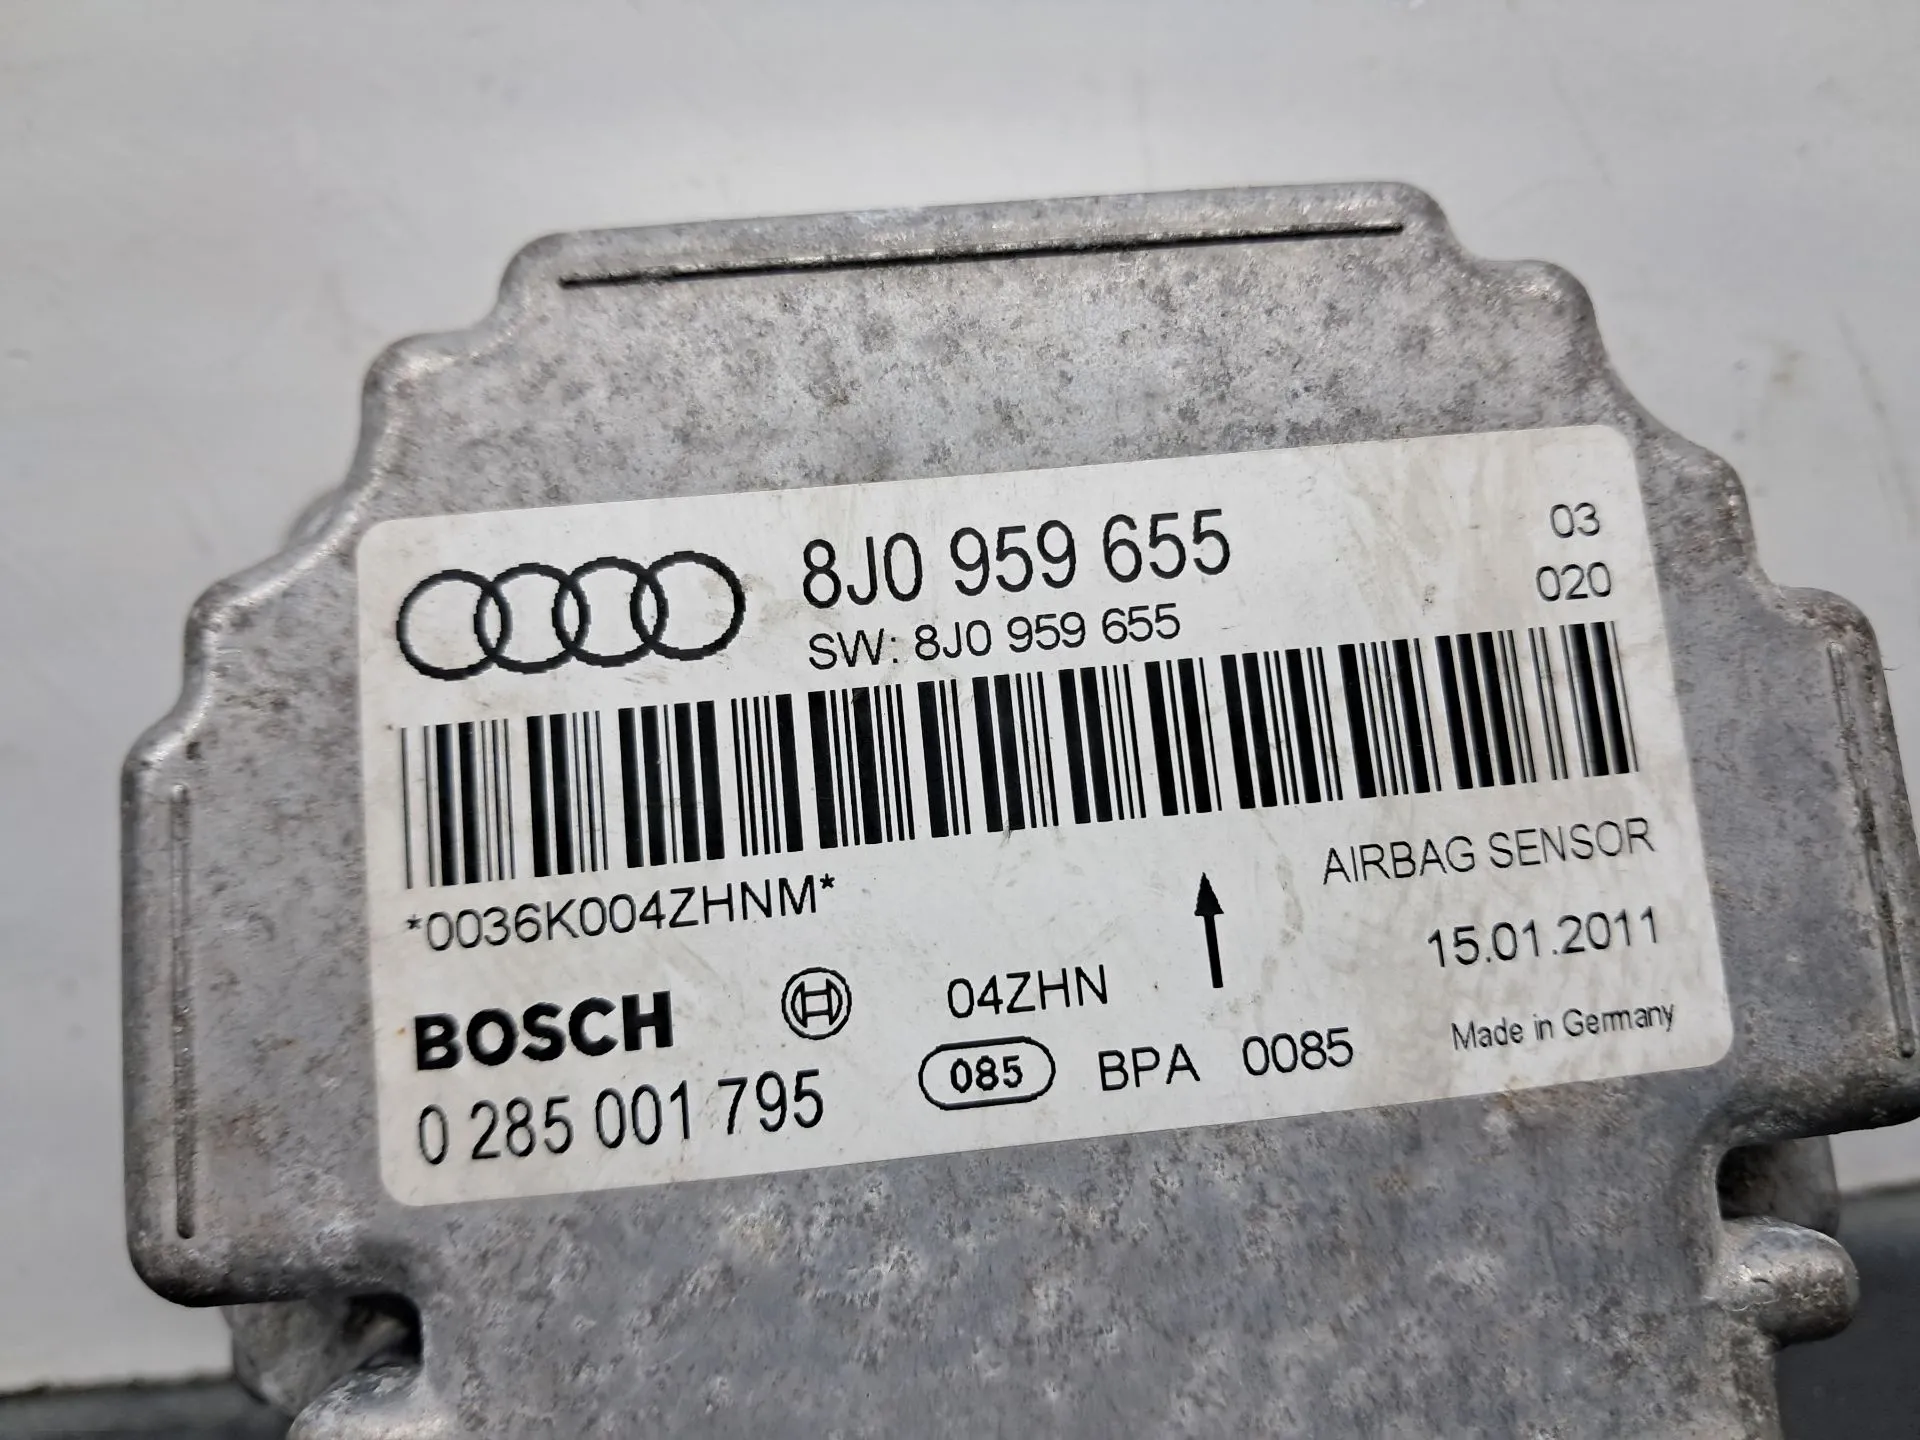 8J0 959 655
03
SW: 8J0 959 655
020
*0036K004ZHNM*
AIRBAG SENSOR
15.01.2011
BOSCH
04ZHN
Made in Germany
0 285 001 795
085
BPA 0085